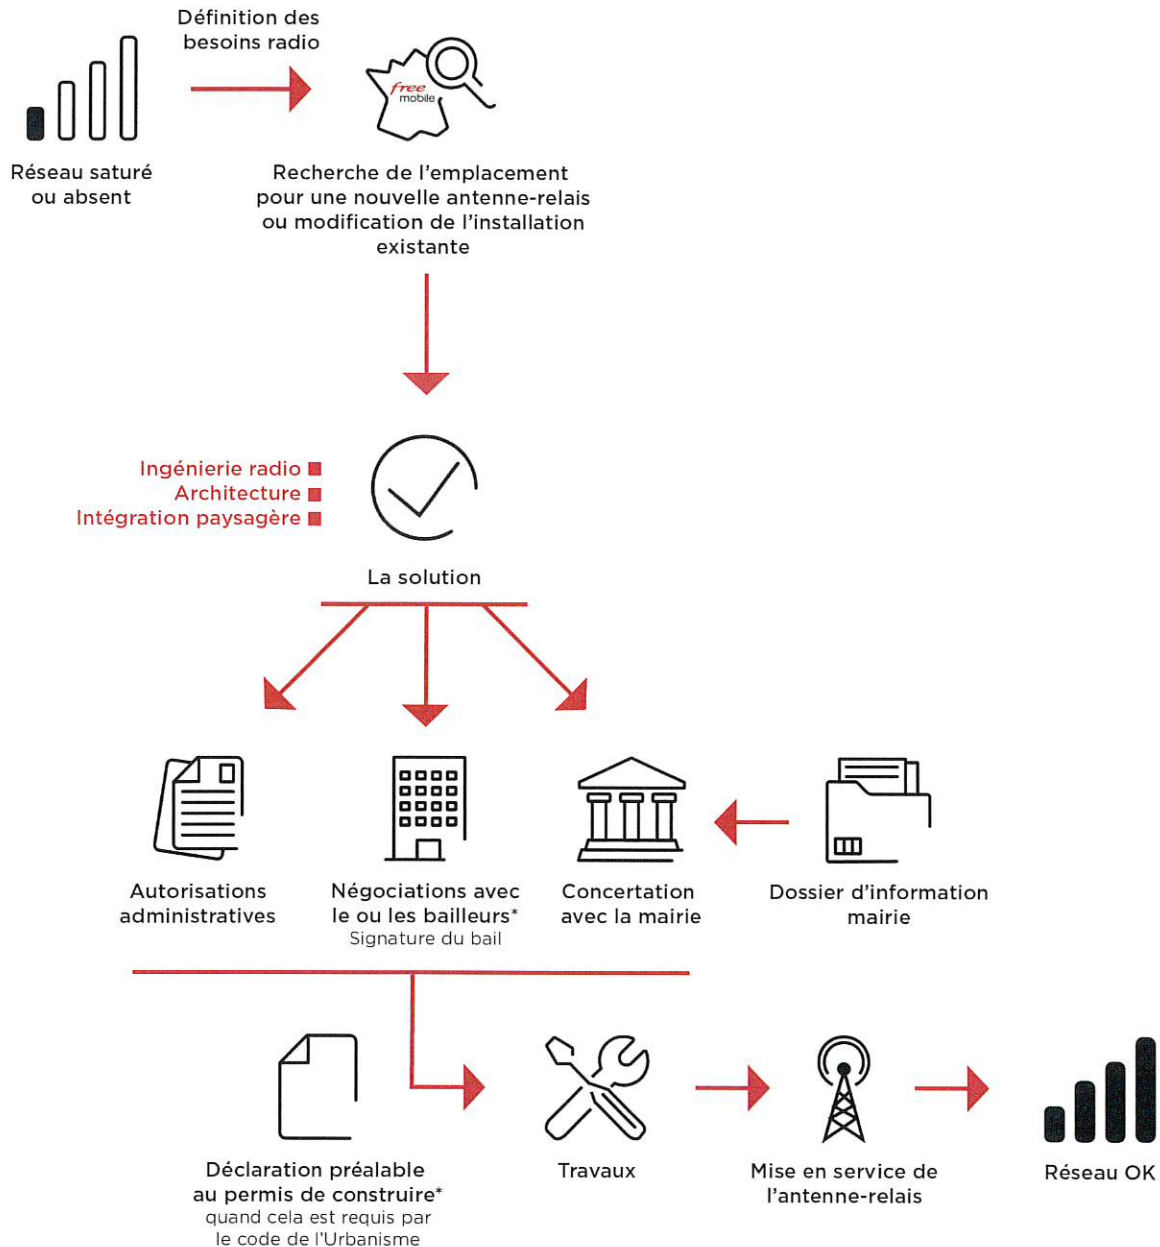 Définition des
besoins radio
free
mobile
Réseau saturé
ou absent
Recherche de l'emplacement
pour une nouvelle antenne-relais
ou modification de l'installation
existante
Ingénierie radio
Architecture
Intégration paysagère
La solution
Autorisations
administratives
Négociations avec
le ou les bailleurs*
Signature du bail
Concertation
avec la mairie
Dossier d'information
mairie
Déclaration préalable
au permis de construire*
quand cela est requis par
le code de l'Urbanisme
Travaux
Mise en service de
l'antenne-relais
Réseau OK